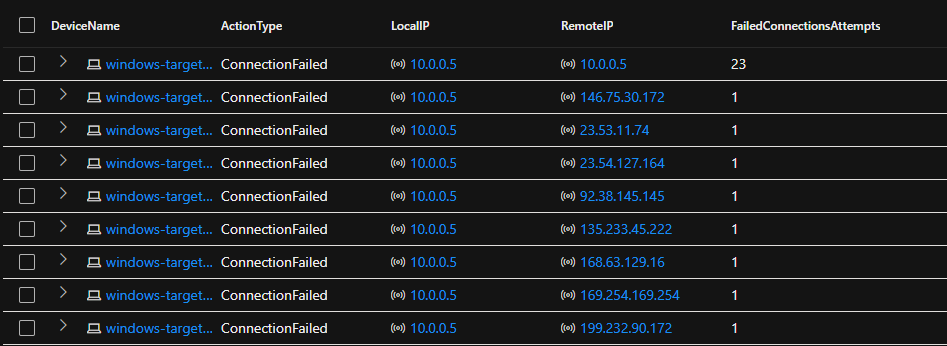 DeviceName ActionType LocalIP RemoteIP FailedConnectionsAttempts
windows-target... ConnectionFailed 10.0.0.5 10.0.0.5 23
windows-target... ConnectionFailed 10.0.0.5 146.75.30.172 1
windows-target... ConnectionFailed 10.0.0.5 23.53.11.74 1
windows-target... ConnectionFailed 10.0.0.5 23.54.127.164 1
windows-target... ConnectionFailed 10.0.0.5 92.38.145.145 1
windows-target... ConnectionFailed 10.0.0.5 135.233.45.222 1
windows-target... ConnectionFailed 10.0.0.5 168.63.129.16 1
windows-target... ConnectionFailed 10.0.0.5 169.254.169.254 1
windows-target... ConnectionFailed 10.0.0.5 199.232.90.172 1